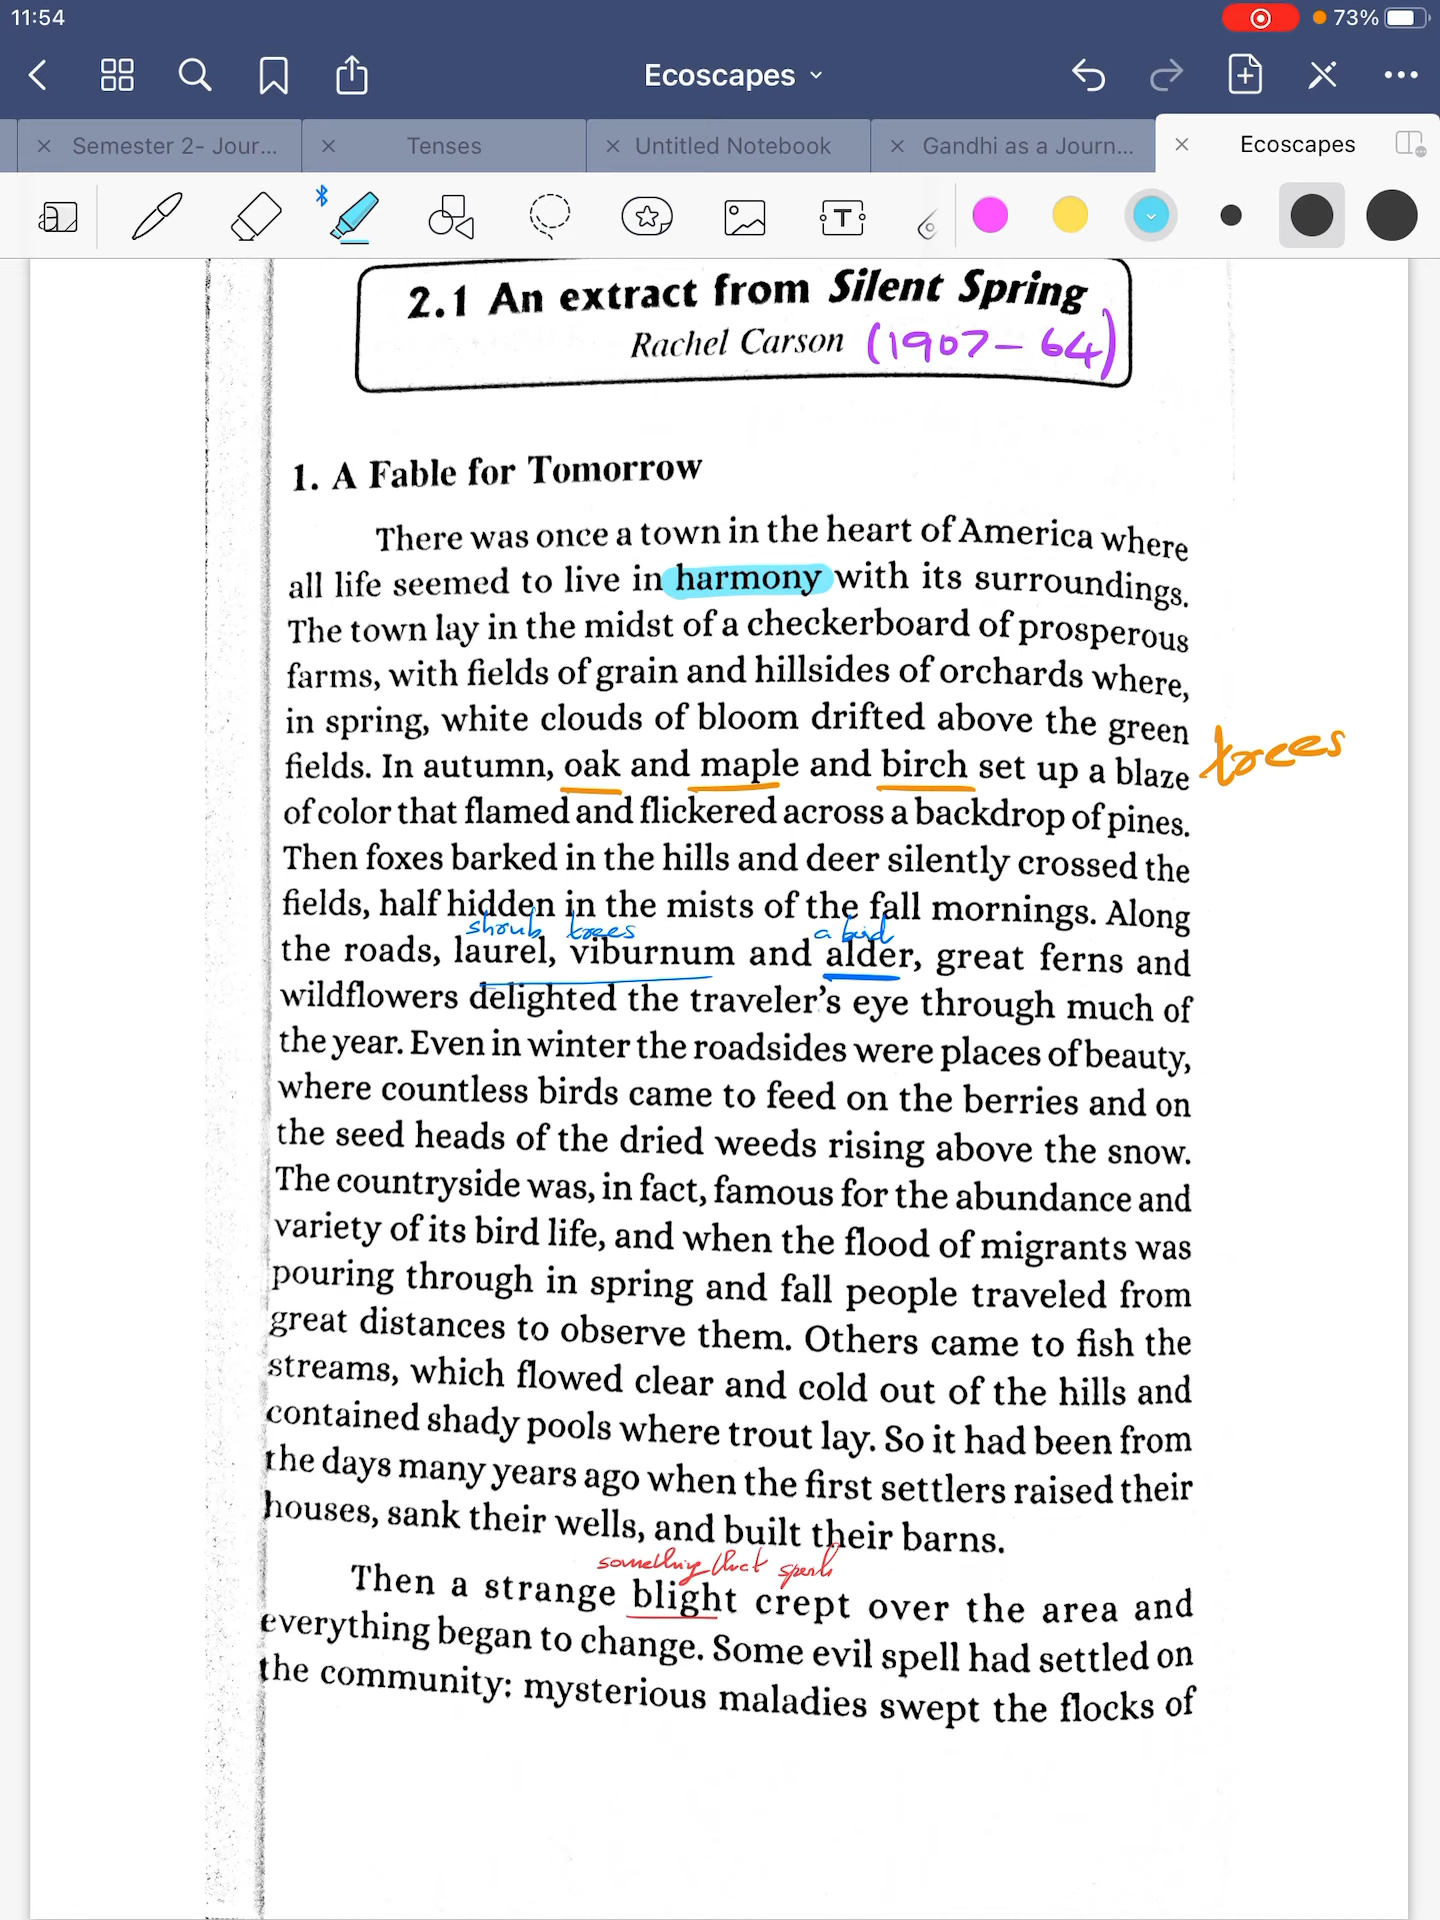 11:54
73%
Ecoscapes
Semester 2- Jour...
Tenses
Untitled Notebook
Gandhi as a Journ...
Ecoscapes
2.1 An extract from Silent Spring
Rachel Carson (1907-64)
1. A Fable for Tomorrow
There was once a town in the heart of America where
all life seemed to live in harmony with its surroundings.
The town lay in the midst of a checkerboard of prosperous
farms, with fields of grain and hillsides of orchards where,
in spring, white clouds of bloom drifted above the green
trees
fields. In autumn, oak and maple and birch set up a blaze
of color that flamed and flickered across a backdrop of pines.
Then foxes barked in the hills and deer silently crossed the
fields, half hidden in the mists of the fall mornings. Along
shrub trees a bird
the roads, laurel, viburnum and alder, great ferns and
wildflowers delighted the traveler's eye through much of
the year. Even in winter the roadsides were places of beauty,
where countless birds came to feed on the berries and on
the seed heads of the dried weeds rising above the snow.
The countryside was, in fact, famous for the abundance and
variety of its bird life, and when the flood of migrants was
pouring through in spring and fall people traveled from
great distances to observe them. Others came to fish the
streams, which flowed clear and cold out of the hills and
contained shady pools where trout lay. So it had been from
the days many years ago when the first settlers raised their
houses, sank their wells, and built their barns.
something that
Then a strange blight crept over the area and
everything began to change. Some evil spell had settled on
the community: mysterious maladies swept the flocks of